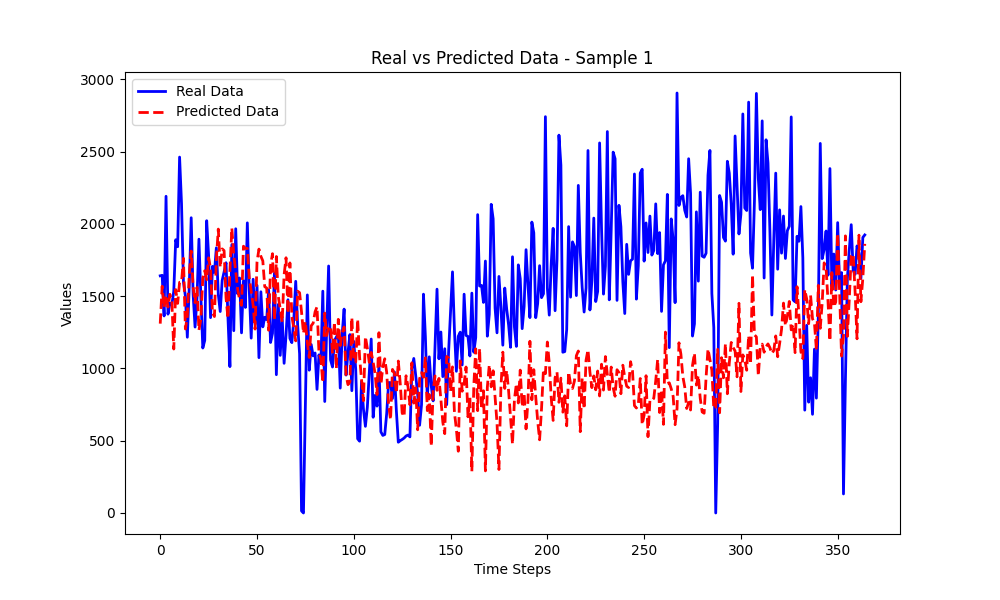 Real vs Predicted Data - Sample 1
Real Data
Predicted Data
3000
2500
2000
1500
1000
500
0
Values
0 50 100 150 200 250 300 350
Time Steps